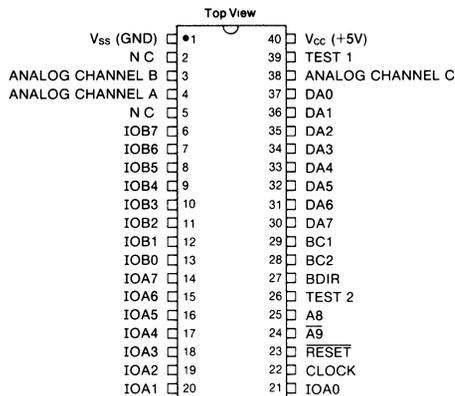 Top View
V_SS (GND) 1 40 V_CC (+5V)
N C 2 39 TEST 1
ANALOG CHANNEL B 3 38 ANALOG CHANNEL C
ANALOG CHANNEL A 4 37 DA0
N C 5 36 DA1
IOB7 6 35 DA2
IOB6 7 34 DA3
IOB5 8 33 DA4
IOB4 9 32 DA5
IOB3 10 31 DA6
IOB2 11 30 DA7
IOB1 12 29 BC1
IOB0 13 28 BC2
IOA7 14 27 BDIR
IOA6 15 26 TEST 2
IOA5 16 25 A8
IOA4 17 24 A̅9̅
IOA3 18 23 R̅E̅S̅E̅T̅
IOA2 19 22 CLOCK
IOA1 20 21 IOA0